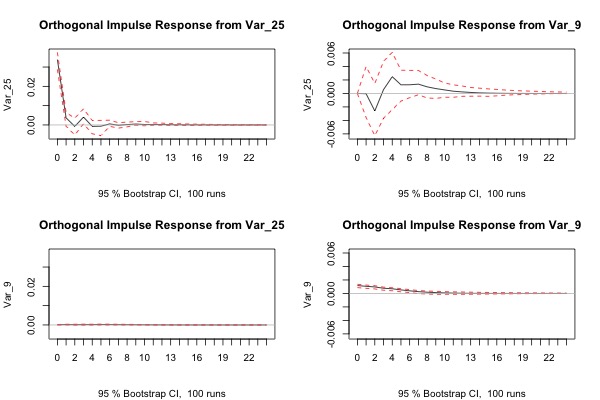 Orthogonal Impulse Response from Var_25
Var_25
0.02
0.00
0 2 4 6 8 10 13 16 19 22
95 % Bootstrap CI, 100 runs
Orthogonal Impulse Response from Var_9
Var_25
0.006
0.000
-0.006
0 2 4 6 8 10 13 16 19 22
95 % Bootstrap CI, 100 runs
Orthogonal Impulse Response from Var_25
Var_9
0.02
0.00
0 2 4 6 8 10 13 16 19 22
95 % Bootstrap CI, 100 runs
Orthogonal Impulse Response from Var_9
Var_9
0.006
0.000
-0.006
0 2 4 6 8 10 13 16 19 22
95 % Bootstrap CI, 100 runs